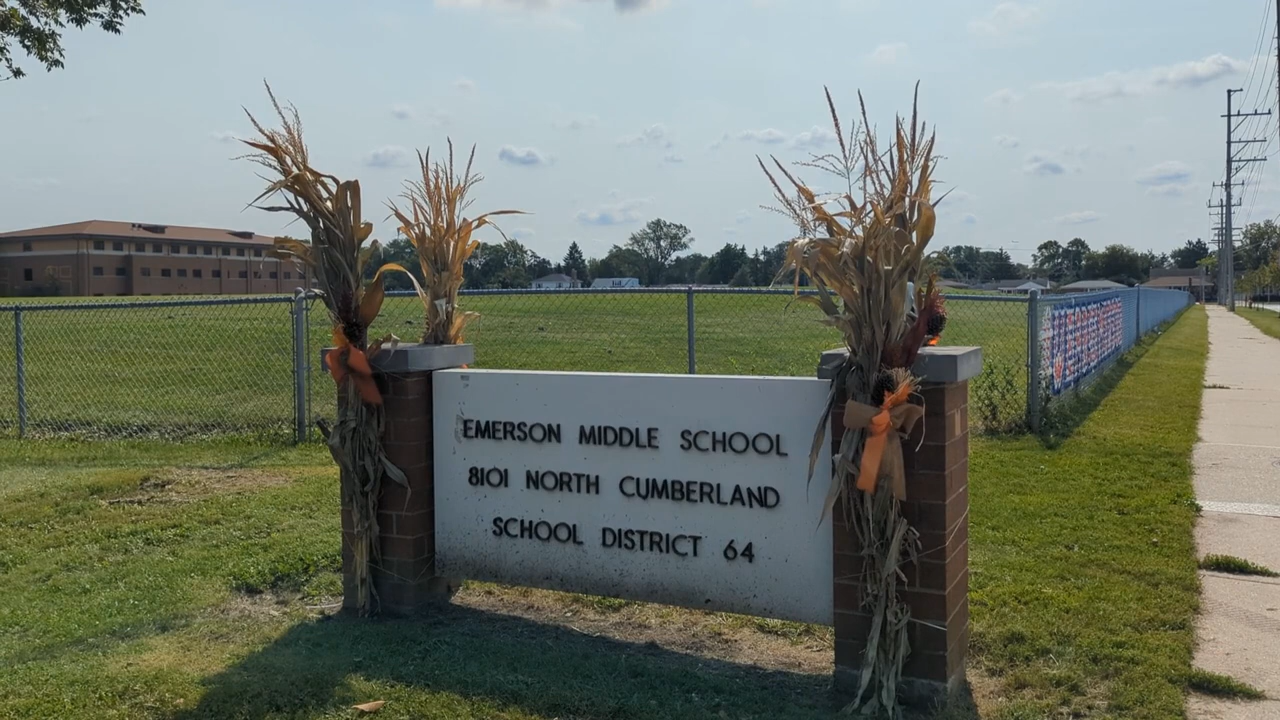 EMERSON MIDDLE SCHOOL
8101 NORTH CUMBERLAND
SCHOOL DISTRICT 64